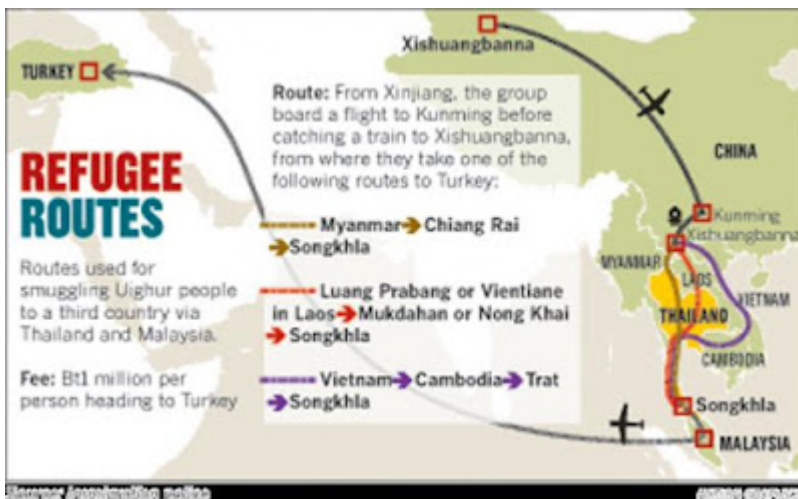 Xishuangbanna
TURKEY
Route: From Xinjiang, the group
board a flight to Kunming before
catching a train to Xishuangbanna,
from where they take one of the
following routes to Turkey:
CHINA
REFUGEE
ROUTES
Kunming
Xishuangbanna
Myanmar Chiang Rai
Songkhla
Routes used for
smuggling Uighur people
to a third country via
Thailand and Malaysia.
MYANMAR
LAOS
VIETNAM
THAILAND
Luang Prabang or Vientiane
in Laos Mukdahan or Nong Khai
Songkhla
CAMBODIA
Fee: Bt1 million per
person heading to Turkey
Vietnam Cambodia Trat
Songkhla
Songkhla
MALAYSIA